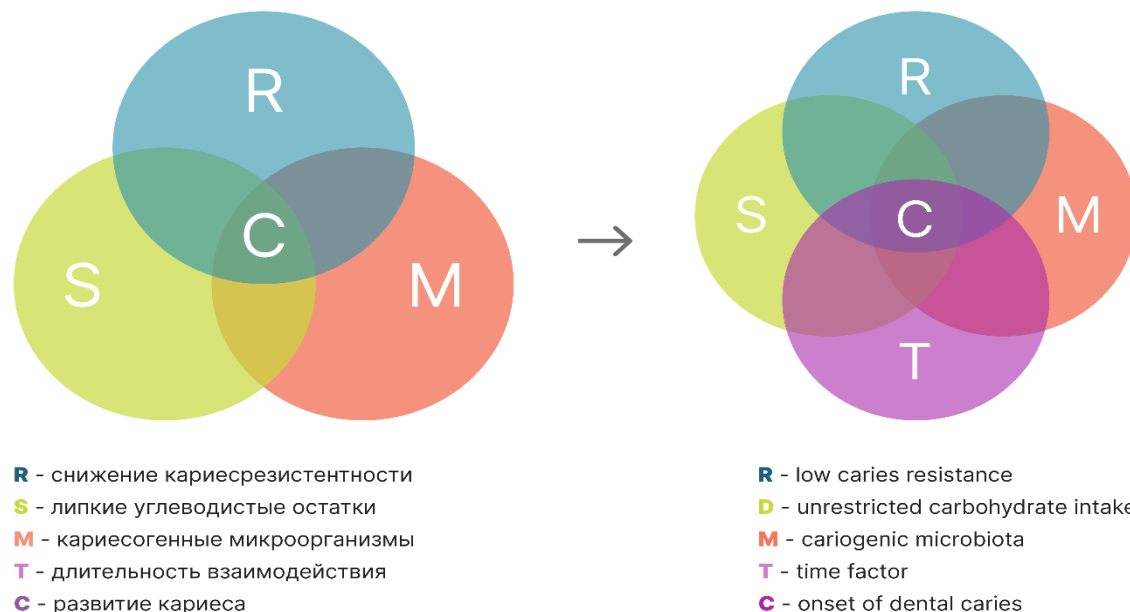 R
S
C
M
→
R
S
C
M
T
R - снижение кариесрезистентности
S - липкие углеводистые остатки
M - кариесогенные микроорганизмы
T - длительность взаимодействия
C - развитие кариеса
R - low caries resistance
D - unrestricted carbohydrate intake
M - cariogenic microbiota
T - time factor
C - onset of dental caries